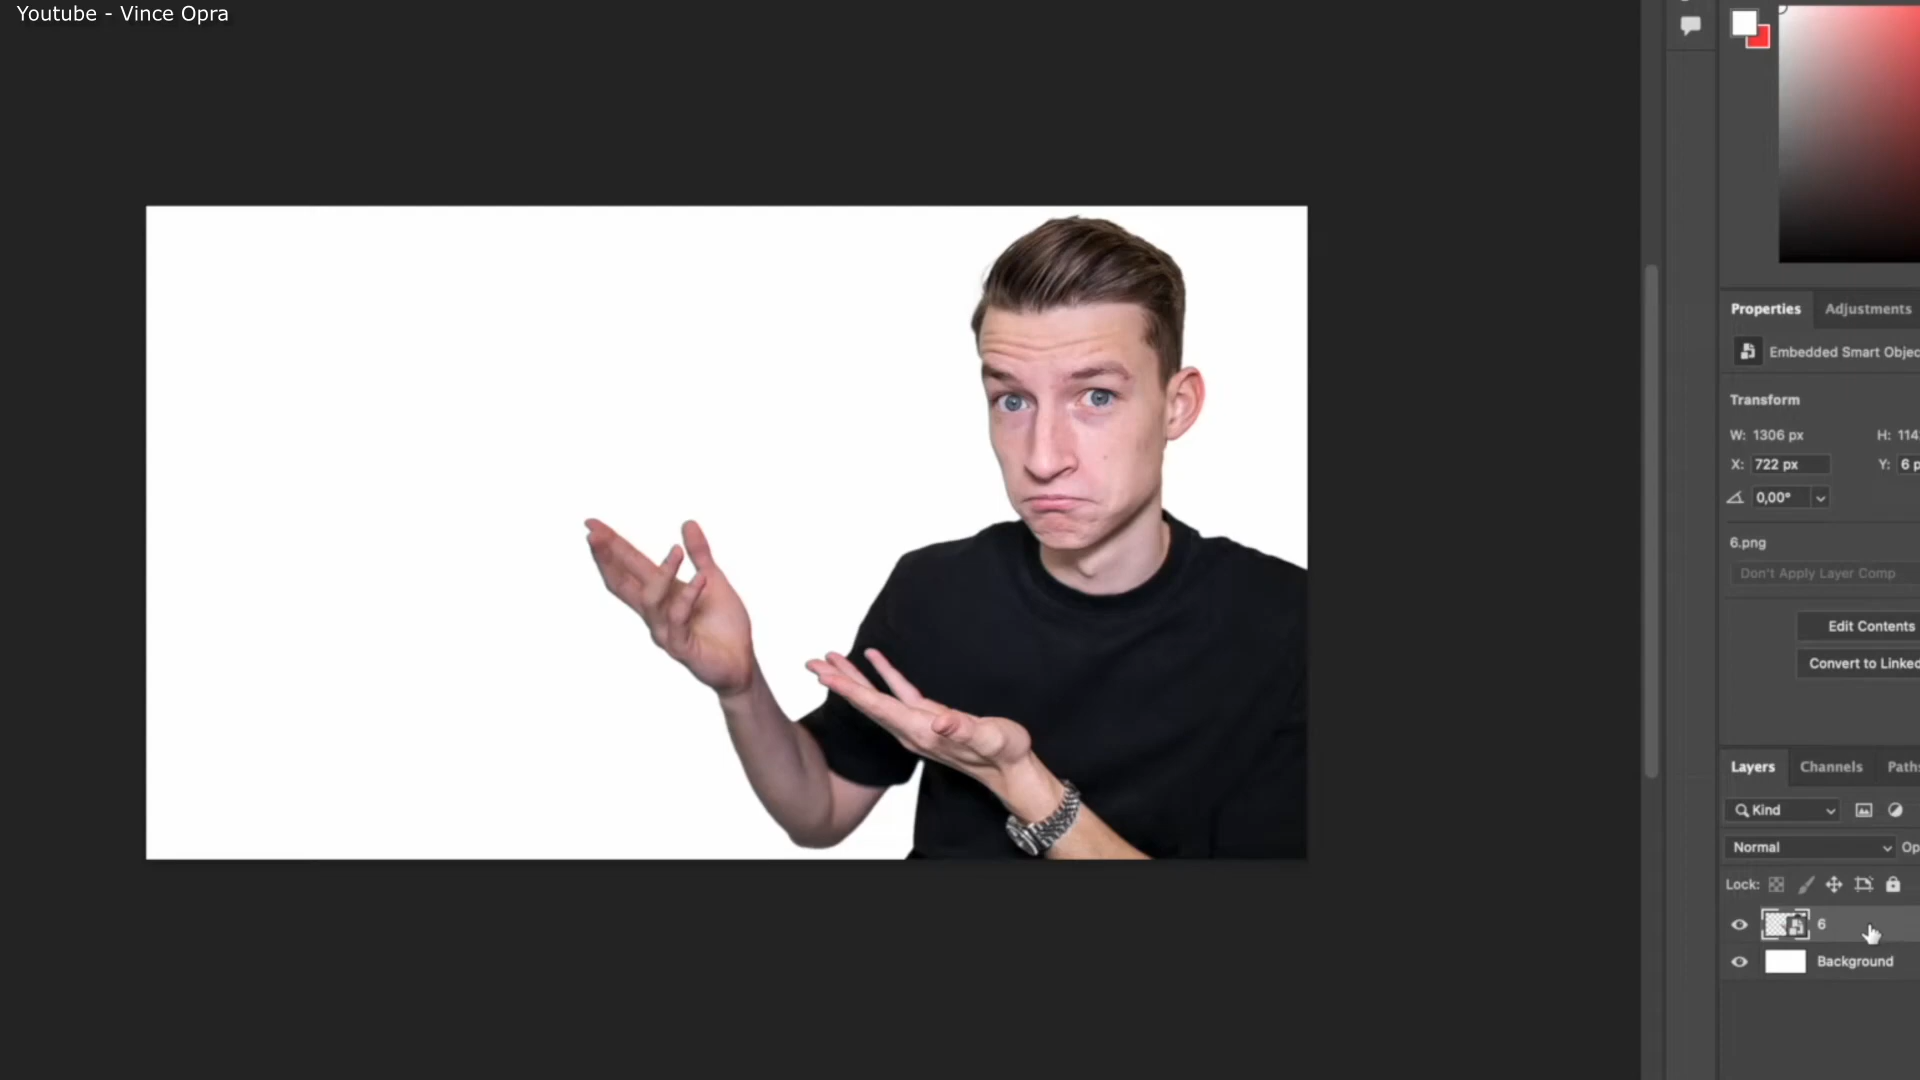 Youtube - Vince Opra
Properties
Adjustments
Embedded Smart Objec
Transform
W: 1306 px
H: 114
X: 722 px
Y: 6 p
0,00°
6.png
Don't Apply Layer Comp
Edit Contents
Convert to Linked
Layers
Channels
Paths
Kind
Normal
Op
Lock:
6
Background